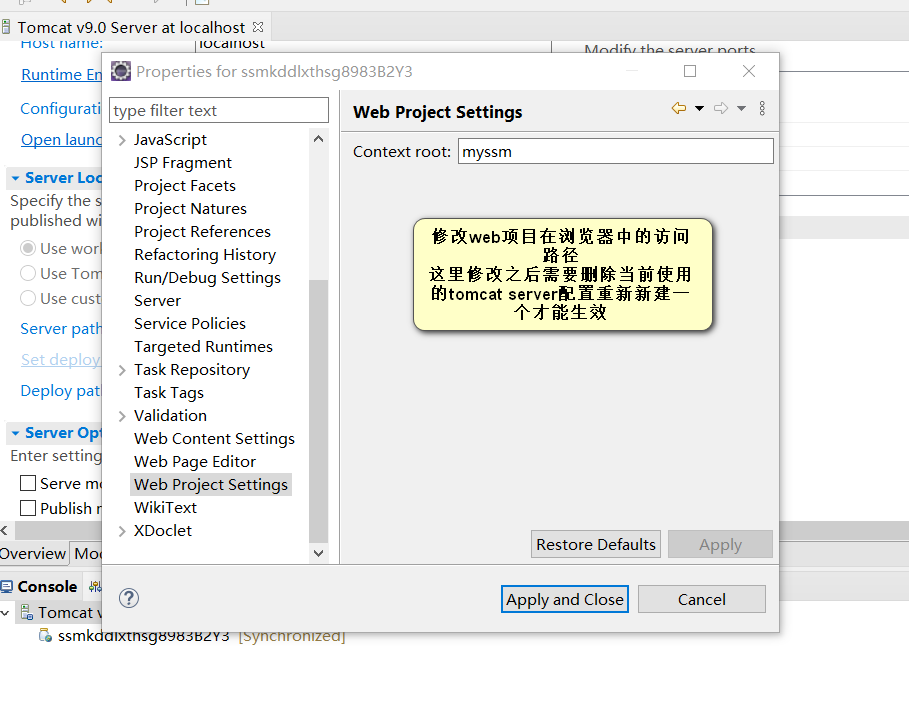 Tomcat v9.0 Server at localhost
Host name:
localhost
Modify the server ports
Runtime En
Configurati
Open launc
Server Loc
Specify the s
published wi
Use worl
Use Tom
Use cust
Server path
Set deploy
Deploy pat
Server Opt
Enter setting
Serve mo
Publish m
Overview
Mod
Console
Tomcat v
ssmkddlxthsg8983B2Y3 [Synchronized]
Properties for ssmkddlxthsg8983B2Y3
type filter text
JavaScript
JSP Fragment
Project Facets
Project Natures
Project References
Refactoring History
Run/Debug Settings
Server
Service Policies
Targeted Runtimes
Task Repository
Task Tags
Validation
Web Content Settings
Web Page Editor
Web Project Settings
WikiText
XDoclet
Web Project Settings
Context root: myssm
修改web项目在浏览器中的访问
路径
这里修改之后需要删除当前使用
的tomcat server配置重新新建一
个才能生效
Restore Defaults
Apply
Apply and Close
Cancel